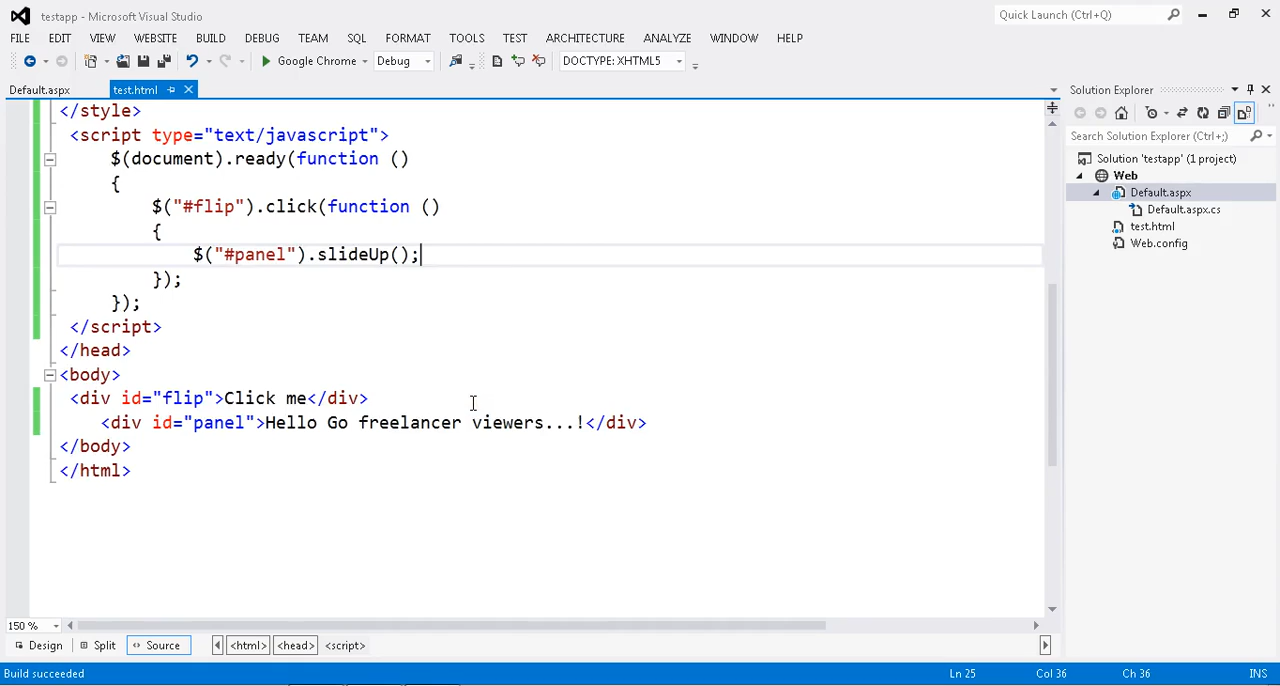 testapp - Microsoft Visual Studio
Quick Launch (Ctrl+Q)
FILE EDIT VIEW WEBSITE BUILD DEBUG TEAM SQL FORMAT TOOLS TEST ARCHITECTURE ANALYZE WINDOW HELP
Google Chrome Debug DOCTYPE: XHTML5
Default.aspx test.html
</style>
<script type="text/javascript">
$(document).ready(function ()
{
$("#flip").click(function ()
{
$("#panel").slideUp();
});
});
</script>
</head>
<body>
<div id="flip">Click me</div>
<div id="panel">Hello Go freelancer viewers...!</div>
</body>
</html>
150 %
Design Split Source <html> <head> <script>
Build succeeded Ln 25 Col 36 Ch 36 INS
Solution Explorer
Search Solution Explorer (Ctrl+;)
Solution 'testapp' (1 project)
Web
Default.aspx
Default.aspx.cs
test.html
Web.config